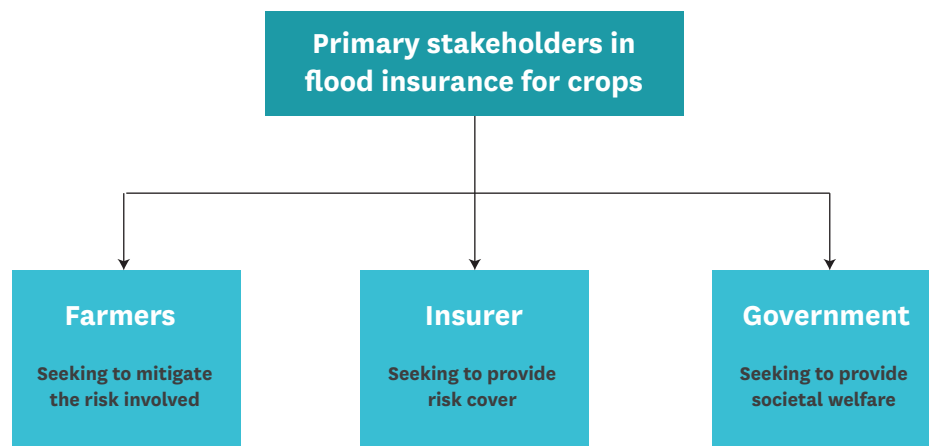 Primary stakeholders in
flood insurance for crops
Farmers
Seeking to mitigate
the risk involved
Insurer
Seeking to provide
risk cover
Government
Seeking to provide
societal welfare